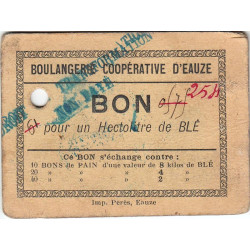 BOULANGERIE COOPÉRATIVE D'EAUZE
BON
pour un Hectolitre de BLÉ
Ce BON s'échange contre :
10 BONS de PAIN d'une valeur de 8 kilos de BLÉ
20 " " 4 "
40 " " 2 "
Imp. Perès, Eauze